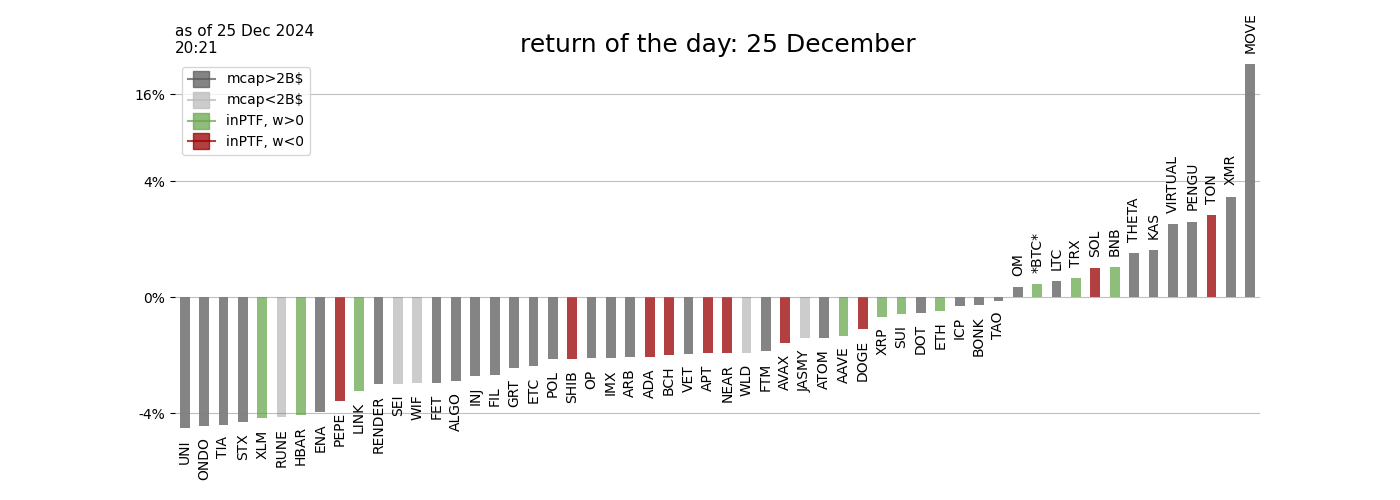 as of 25 Dec 2024
20:21
return of the day: 25 December
mcap>2B$
mcap<2B$
inPTF, w>0
inPTF, w<0
16%
4%
0%
-4%
UNI
ONDO
TIA
STX
XLM
RUNE
HBAR
ENA
PEPE
LINK
RENDER
SEI
WIF
FET
ALGO
INJ
FIL
GRT
ETC
POL
SHIB
OP
IMX
ARB
ADA
BCH
VET
APT
NEAR
WLD
FTM
AVAX
JASMY
ATOM
AAVE
DOGE
XRP
SUI
DOT
ETH
ICP
BONK
TAO
OM
*BTC*
LTC
TRX
SOL
BNB
THETA
KAS
VIRTUAL
PENGU
TON
XMR
MOVE